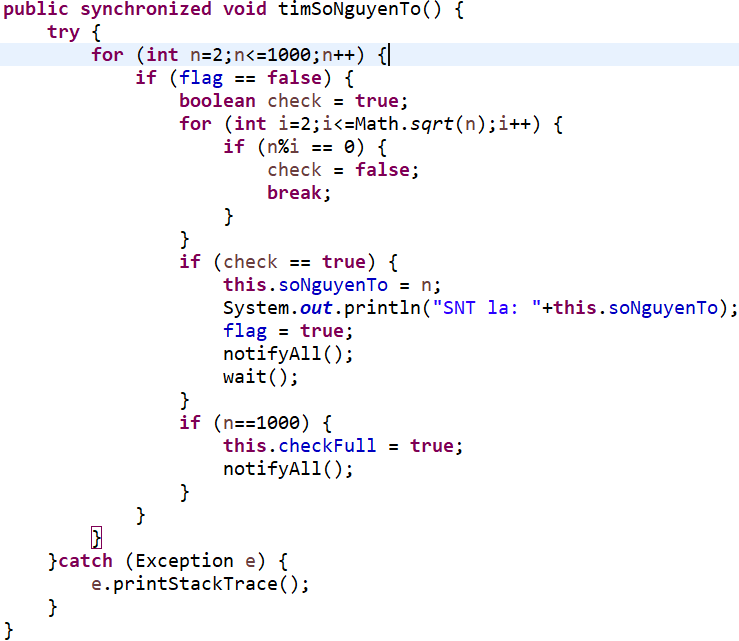 public synchronized void timSoNguyenTo() {
    try {
        for (int n=2;n<=1000;n++) {
            if (flag == false) {
                boolean check = true;
                for (int i=2;i<=Math.sqrt(n);i++) {
                    if (n%i == 0) {
                        check = false;
                        break;
                    }
                }
                if (check == true) {
                    this.soNguyenTo = n;
                    System.out.println("SNT la: "+this.soNguyenTo);
                    flag = true;
                    notifyAll();
                    wait();
                }
                if (n==1000) {
                    this.checkFull = true;
                    notifyAll();
                }
            }
        }
    }catch (Exception e) {
        e.printStackTrace();
    }
}